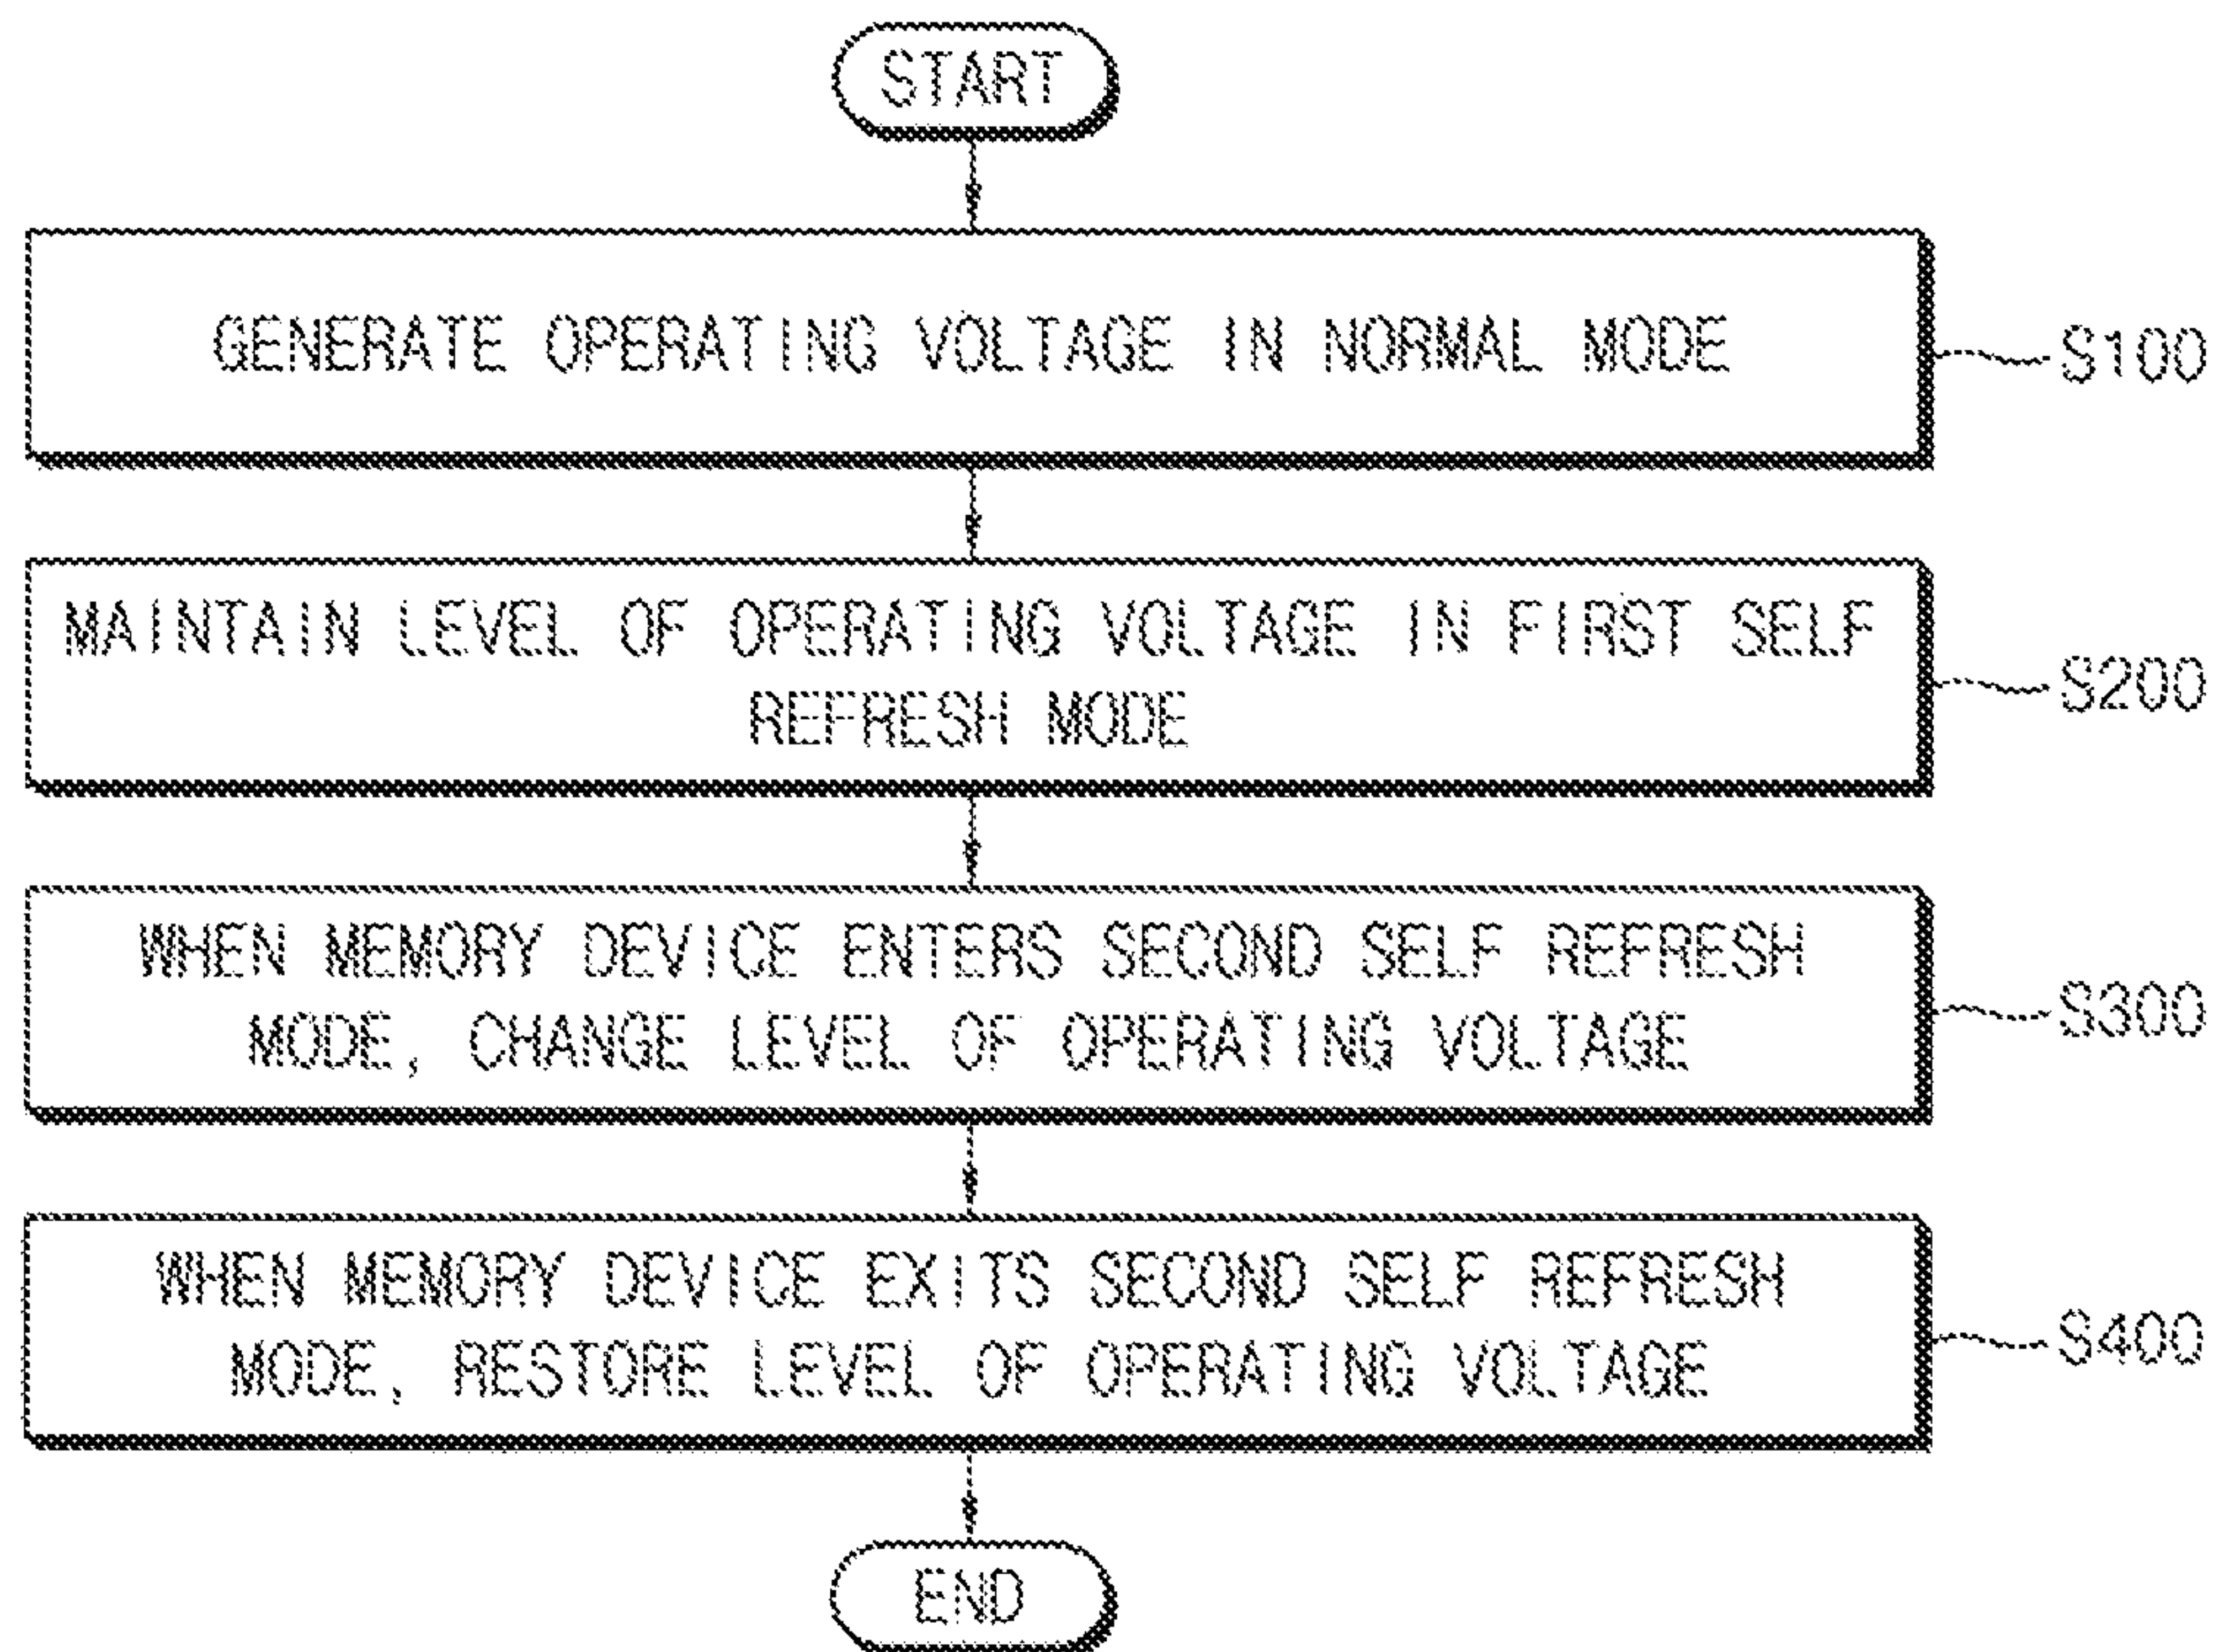 START
GENERATE OPERATING VOLTAGE IN NORMAL MODE
S100
MAINTAIN LEVEL OF OPERATING VOLTAGE IN FIRST SELF
REFRESH MODE
S200
WHEN MEMORY DEVICE ENTERS SECOND SELF REFRESH
MODE, CHANGE LEVEL OF OPERATING VOLTAGE
S300
WHEN MEMORY DEVICE EXITS SECOND SELF REFRESH
MODE, RESTORE LEVEL OF OPERATING VOLTAGE
S400
END